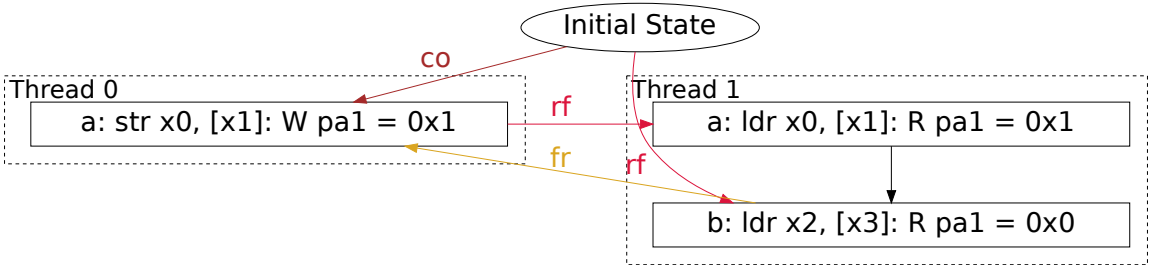 Initial State
co
Thread 0
Thread 1
a: str x0, [x1]: W pa1 = 0x1
rf
a: ldr x0, [x1]: R pa1 = 0x1
fr
rf
b: ldr x2, [x3]: R pa1 = 0x0